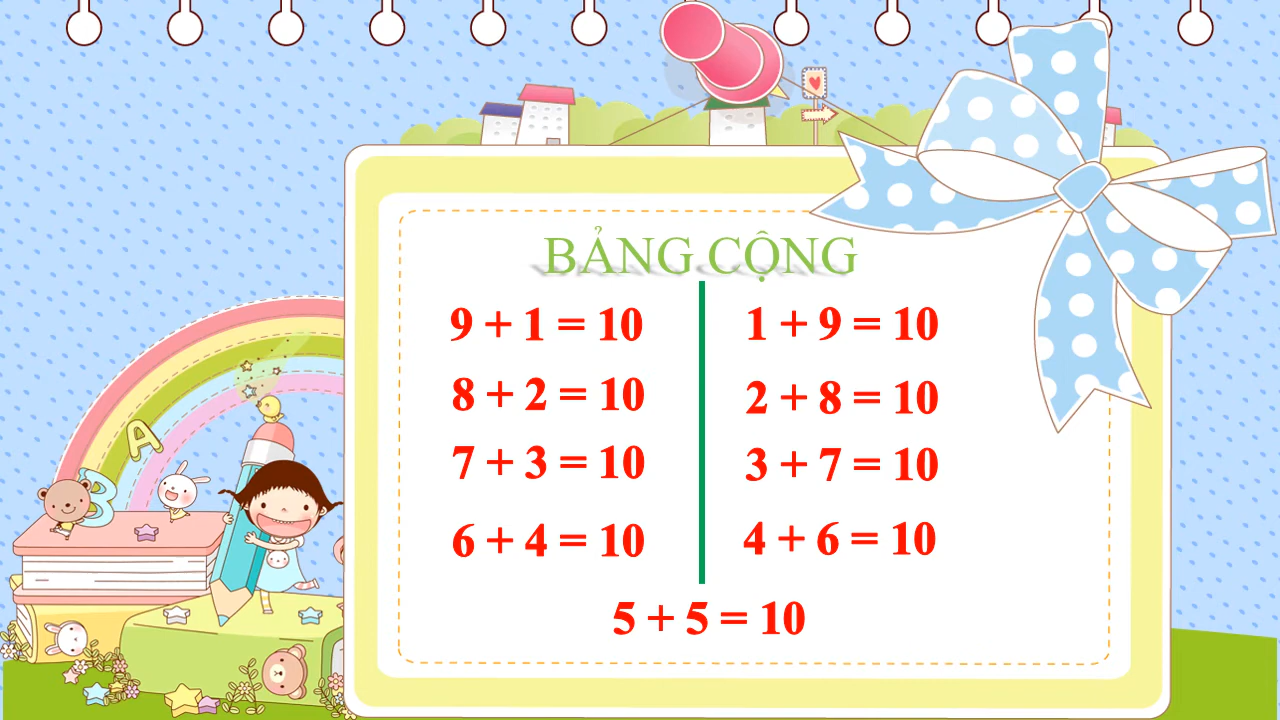 BẢNG CỘNG
9 + 1 = 10
1 + 9 = 10
8 + 2 = 10
2 + 8 = 10
7 + 3 = 10
3 + 7 = 10
6 + 4 = 10
4 + 6 = 10
5 + 5 = 10
A
B